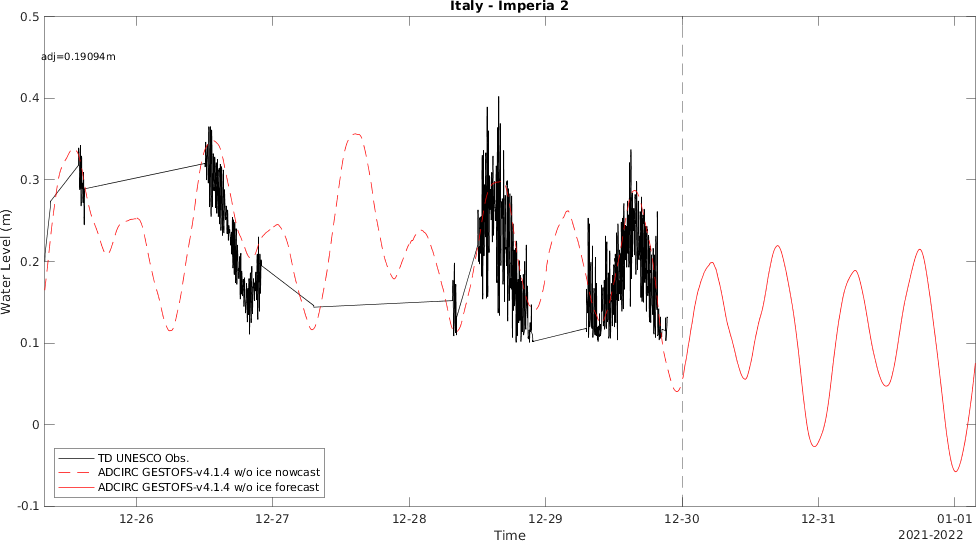 Italy - Imperia 2
adj=0.19094m
0.5
0.4
0.3
0.2
0.1
0
-0.1
Water Level (m)
TD UNESCO Obs.
ADCIRC GESTOFS-v4.1.4 w/o ice nowcast
ADCIRC GESTOFS-v4.1.4 w/o ice forecast
12-26 12-27 12-28 12-29 12-30 12-31 01-01
Time
2021-2022